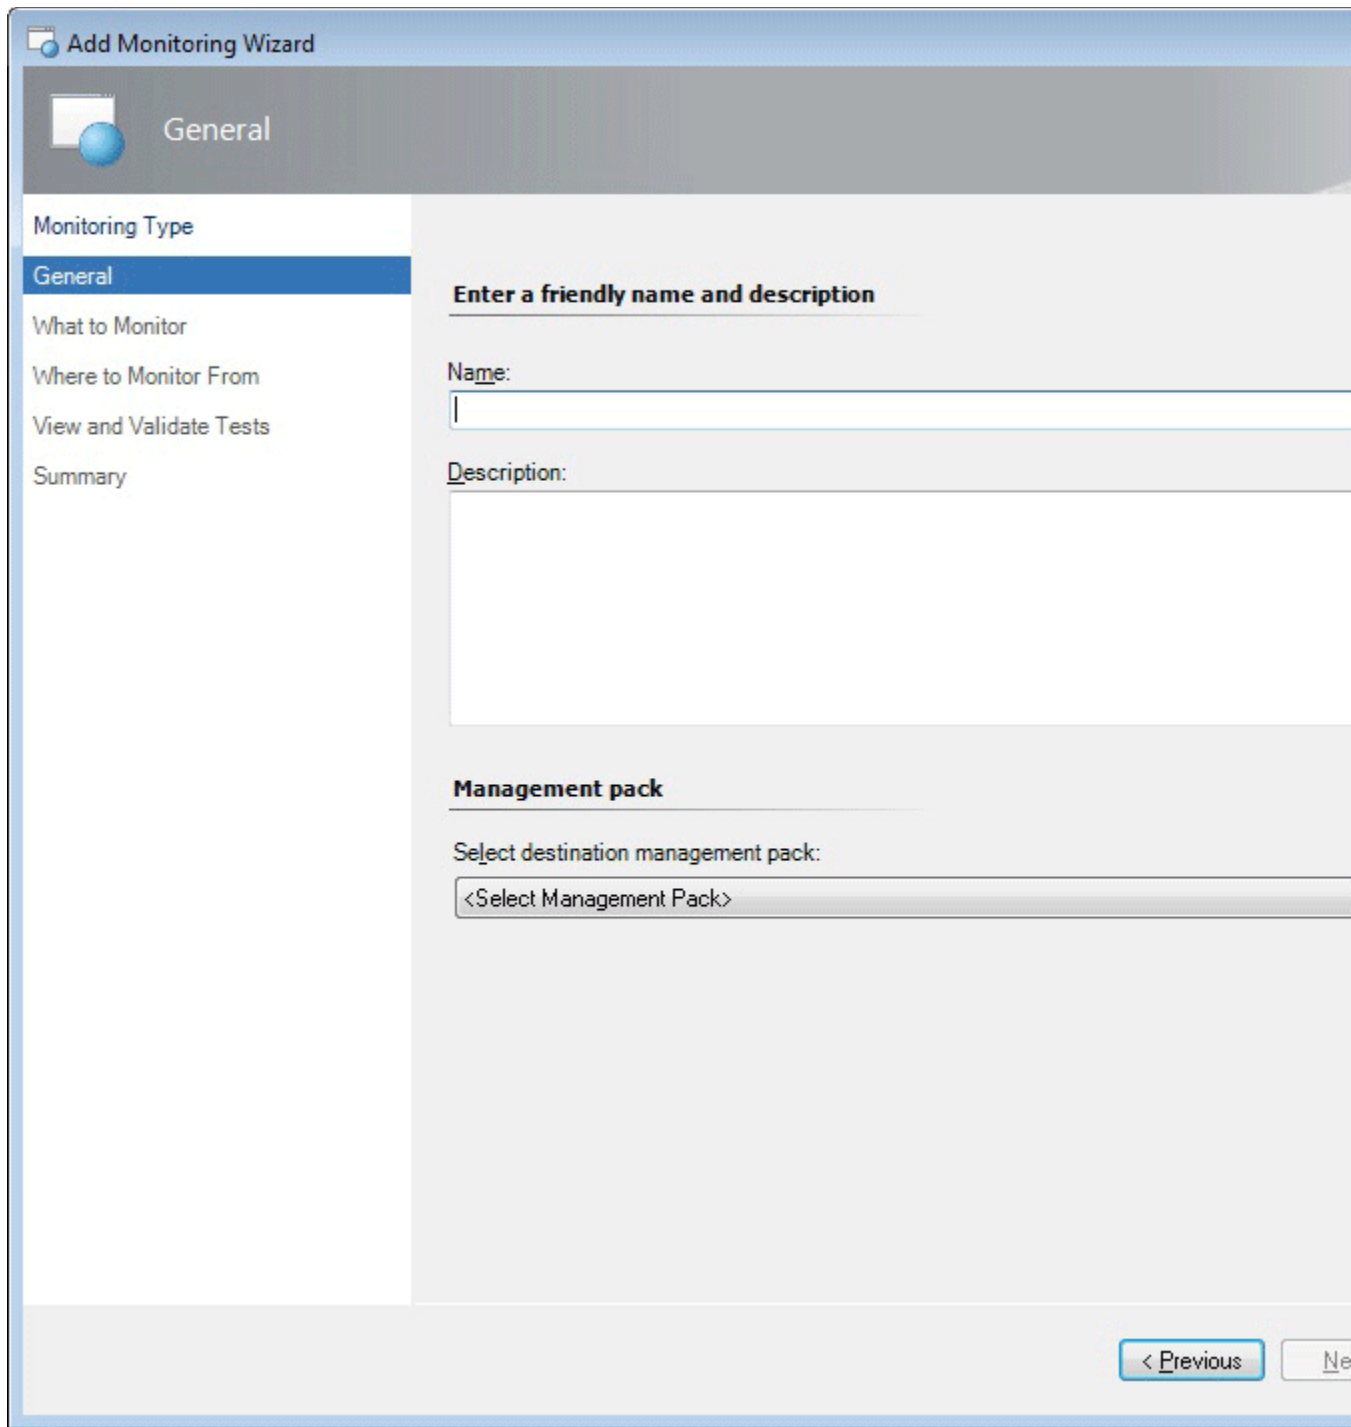 Add Monitoring Wizard
General
Monitoring Type
General
What to Monitor
Where to Monitor From
View and Validate Tests
Summary
Enter a friendly name and description
Name:
Description:
Management pack
Select destination management pack:
<Select Management Pack>
< Previous
Ne